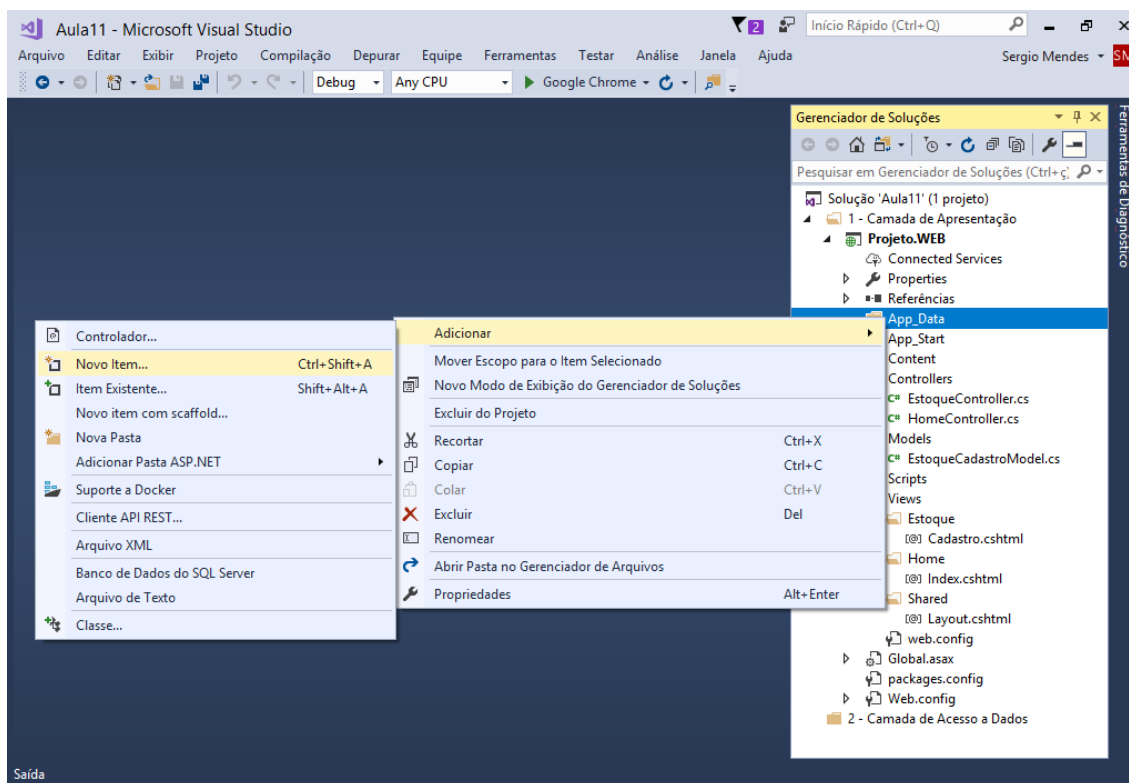 Aula11 - Microsoft Visual Studio
2
Início Rápido (Ctrl+Q)
Arquivo Editar Exibir Projeto Compilação Depurar Equipe Ferramentas Testar Análise Janela Ajuda
Sergio Mendes
SM
Debug
Any CPU
Google Chrome
Gerenciador de Soluções
Pesquisar em Gerenciador de Soluções (Ctrl+ç)
Solução 'Aula11' (1 projeto)
1 - Camada de Apresentação
Projeto.WEB
Connected Services
Properties
Referências
App_Data
App_Start
Content
Controllers
C# EstoqueController.cs
C# HomeController.cs
Models
C# EstoqueCadastroModel.cs
Scripts
Views
Estoque
[@] Cadastro.cshtml
Home
[@] Index.cshtml
Shared
[@] Layout.cshtml
web.config
Global.asax
packages.config
Web.config
2 - Camada de Acesso a Dados
Ferramentas de Diagnóstico
Adicionar
Mover Escopo para o Item Selecionado
Novo Modo de Exibição do Gerenciador de Soluções
Excluir do Projeto
Recortar Ctrl+X
Copiar Ctrl+C
Colar Ctrl+V
Excluir Del
Renomear
Abrir Pasta no Gerenciador de Arquivos
Propriedades Alt+Enter
Controlador...
Novo Item... Ctrl+Shift+A
Item Existente... Shift+Alt+A
Novo item com scaffold...
Nova Pasta
Adicionar Pasta ASP.NET
Suporte a Docker
Cliente API REST...
Arquivo XML
Banco de Dados do SQL Server
Arquivo de Texto
Classe...
Saída